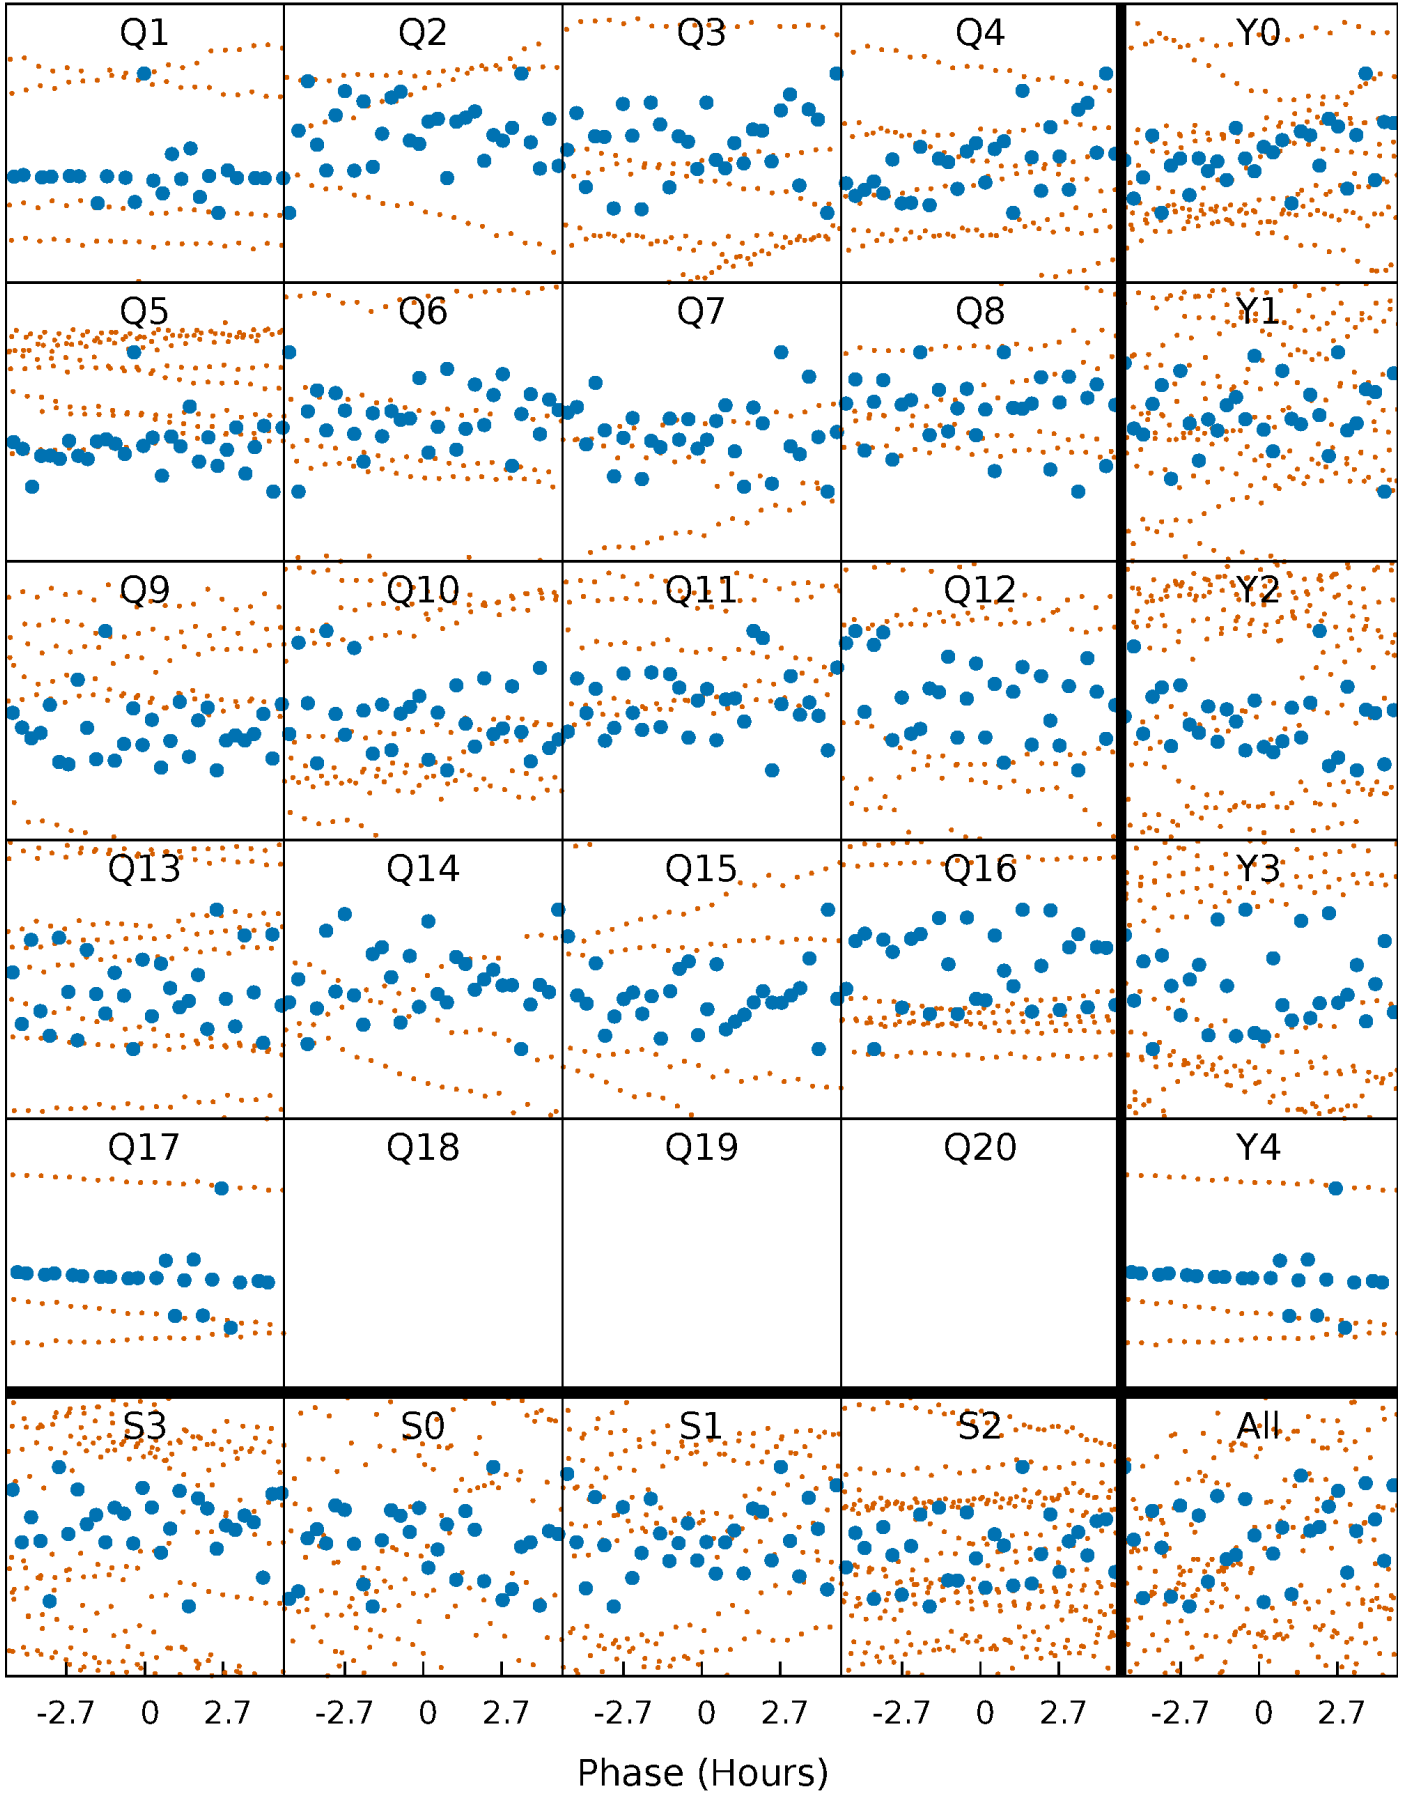 Q1 Q2 Q3 Q4 Y0
Q5 Q6 Q7 Q8 Y1
Q9 Q10 Q11 Q12 Y2
Q13 Q14 Q15 Q16 Y3
Q17 Q18 Q19 Q20 Y4
S3 S0 S1 S2 All
-2.7 0 2.7 -2.7 0 2.7 -2.7 0 2.7 -2.7 0 2.7 -2.7 0 2.7
Phase (Hours)